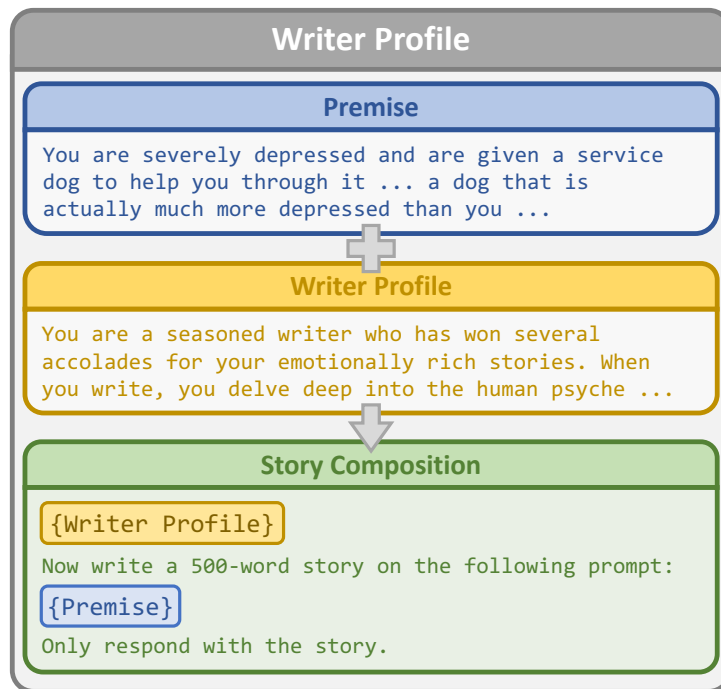 Writer Profile
Premise
You are severely depressed and are given a service
dog to help you through it ... a dog that is
actually much more depressed than you ...
Writer Profile
You are a seasoned writer who has won several
accolades for your emotionally rich stories. When
you write, you delve deep into the human psyche ...
Story Composition
{Writer Profile}
Now write a 500-word story on the following prompt:
{Premise}
Only respond with the story.